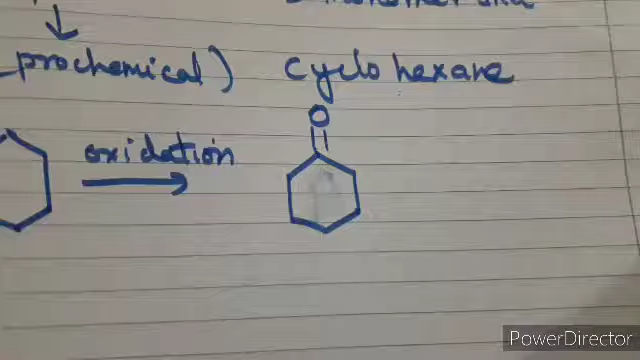 prochemical) cyclohexane
O
oxidation
PowerDirector